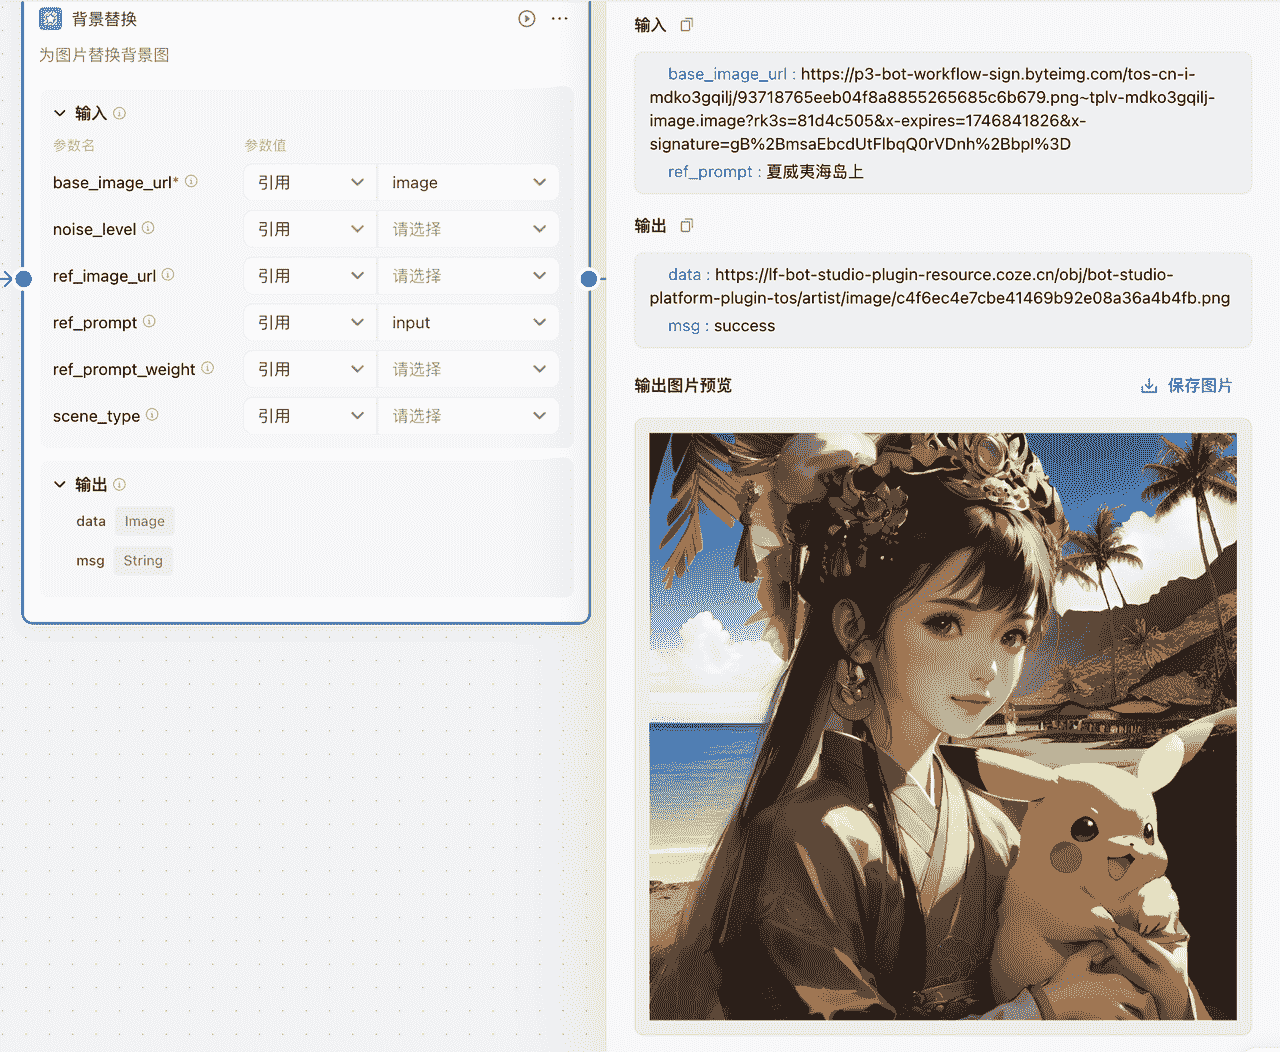 背景替换
为图片替换背景图
输入
参数名 参数值
base_image_url* 引用 image
noise_level 引用 请选择
ref_image_url 引用 请选择
ref_prompt 引用 input
ref_prompt_weight 引用 请选择
scene_type 引用 请选择
输出
data Image
msg String
输入
base_image_url : https://p3-bot-workflow-sign.byteimg.com/tos-cn-i-
mdko3gqilj/93718765eeb04f8a8855265685c6b679.png~tplv-mdko3gqilj-
image.image?rk3s=81d4c505&x-expires=1746841826&x-
signature=gB%2BmsaEbcdUtFlbqQ0rVDnh%2Bbpl%3D
ref_prompt : 夏威夷海岛上
输出
data : https://lf-bot-studio-plugin-resource.coze.cn/obj/bot-studio-
platform-plugin-tos/artist/image/c4f6ec4e7cbe41469b92e08a36a4b4fb.png
msg : success
输出图片预览 保存图片